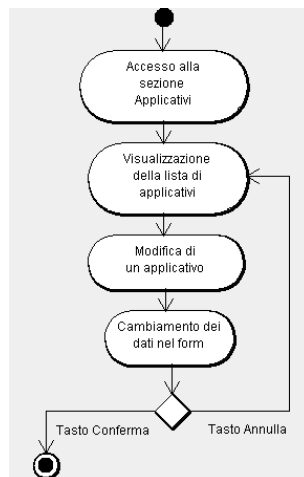 Accesso alla
sezione
Applicativi
Visualizzazione
della lista di
applicativi
Modifica di
un applicativo
Cambiamento dei
dati nel form
Tasto Conferma
Tasto Annulla